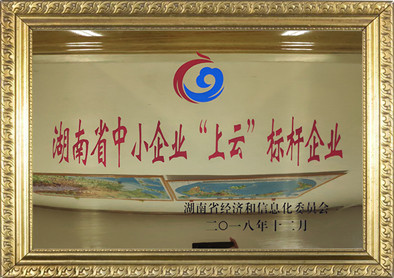 湖南省中小企业“上云”标杆企业
湖南省经济和信息化委员会
二〇一八年十二月